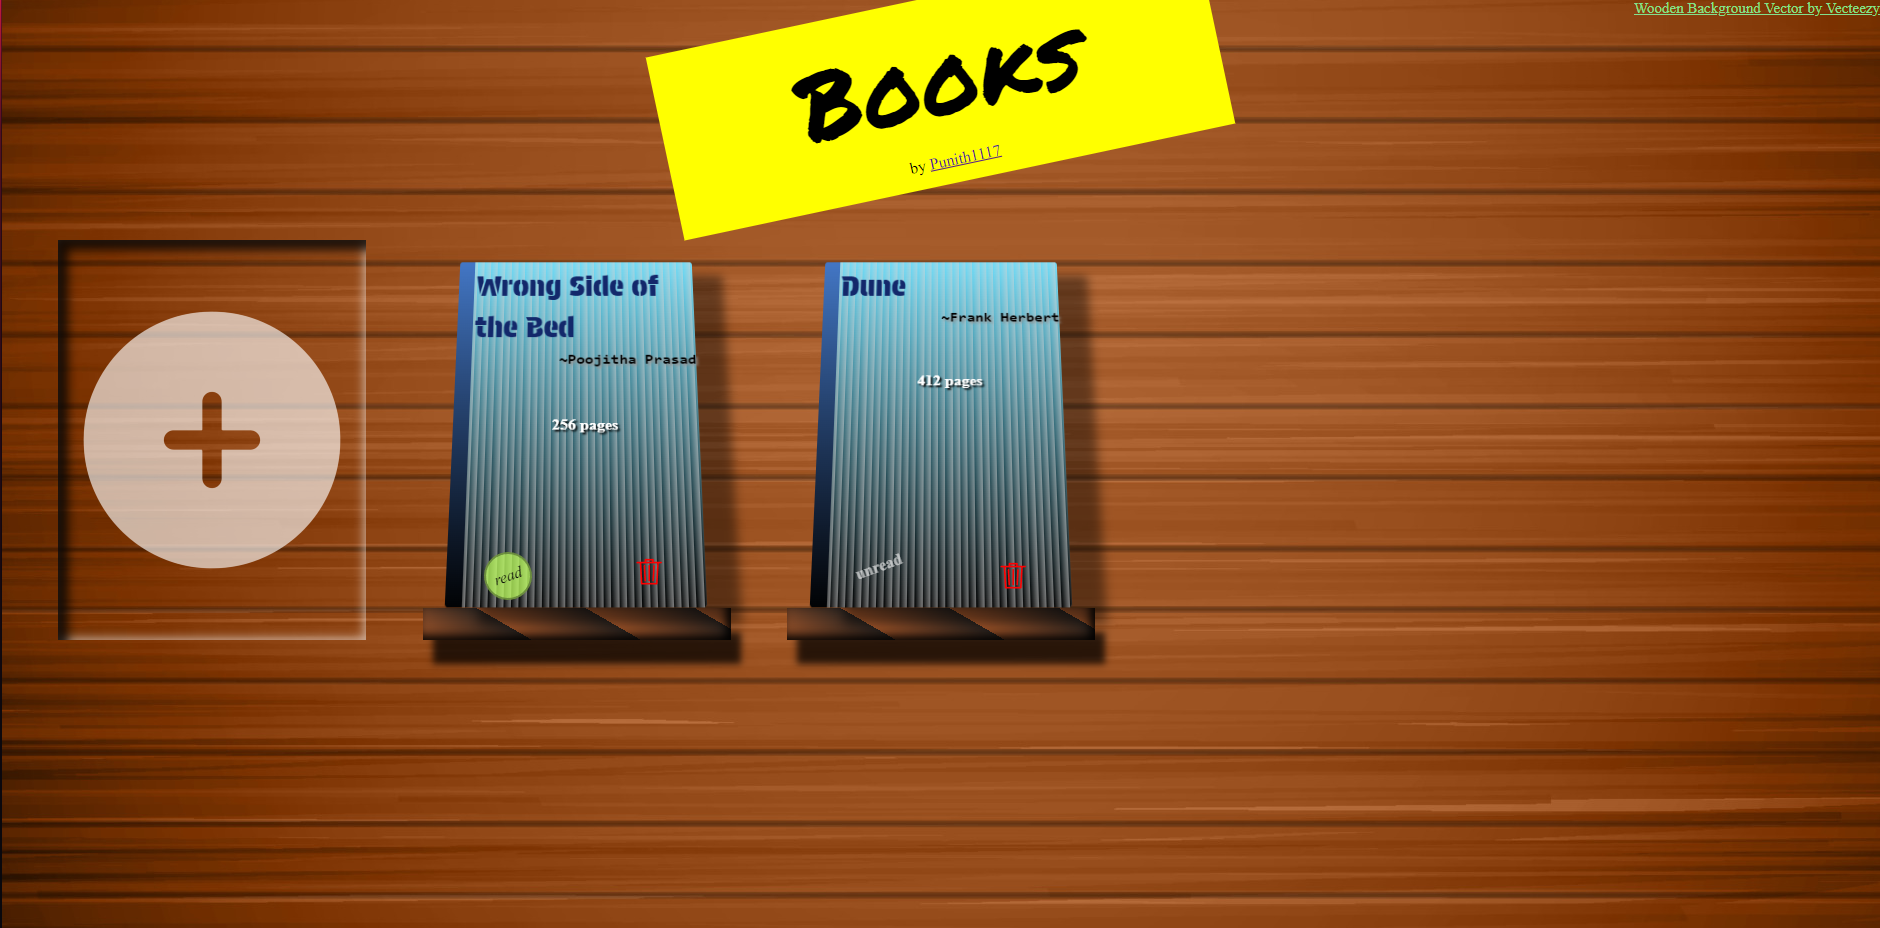 Wooden Background Vector by Vecteezy
Books
by Punith1117
Wrong Side of
the Bed
~Poojitha Prasad
256 pages
read
Dune
~Frank Herbert
412 pages
unread